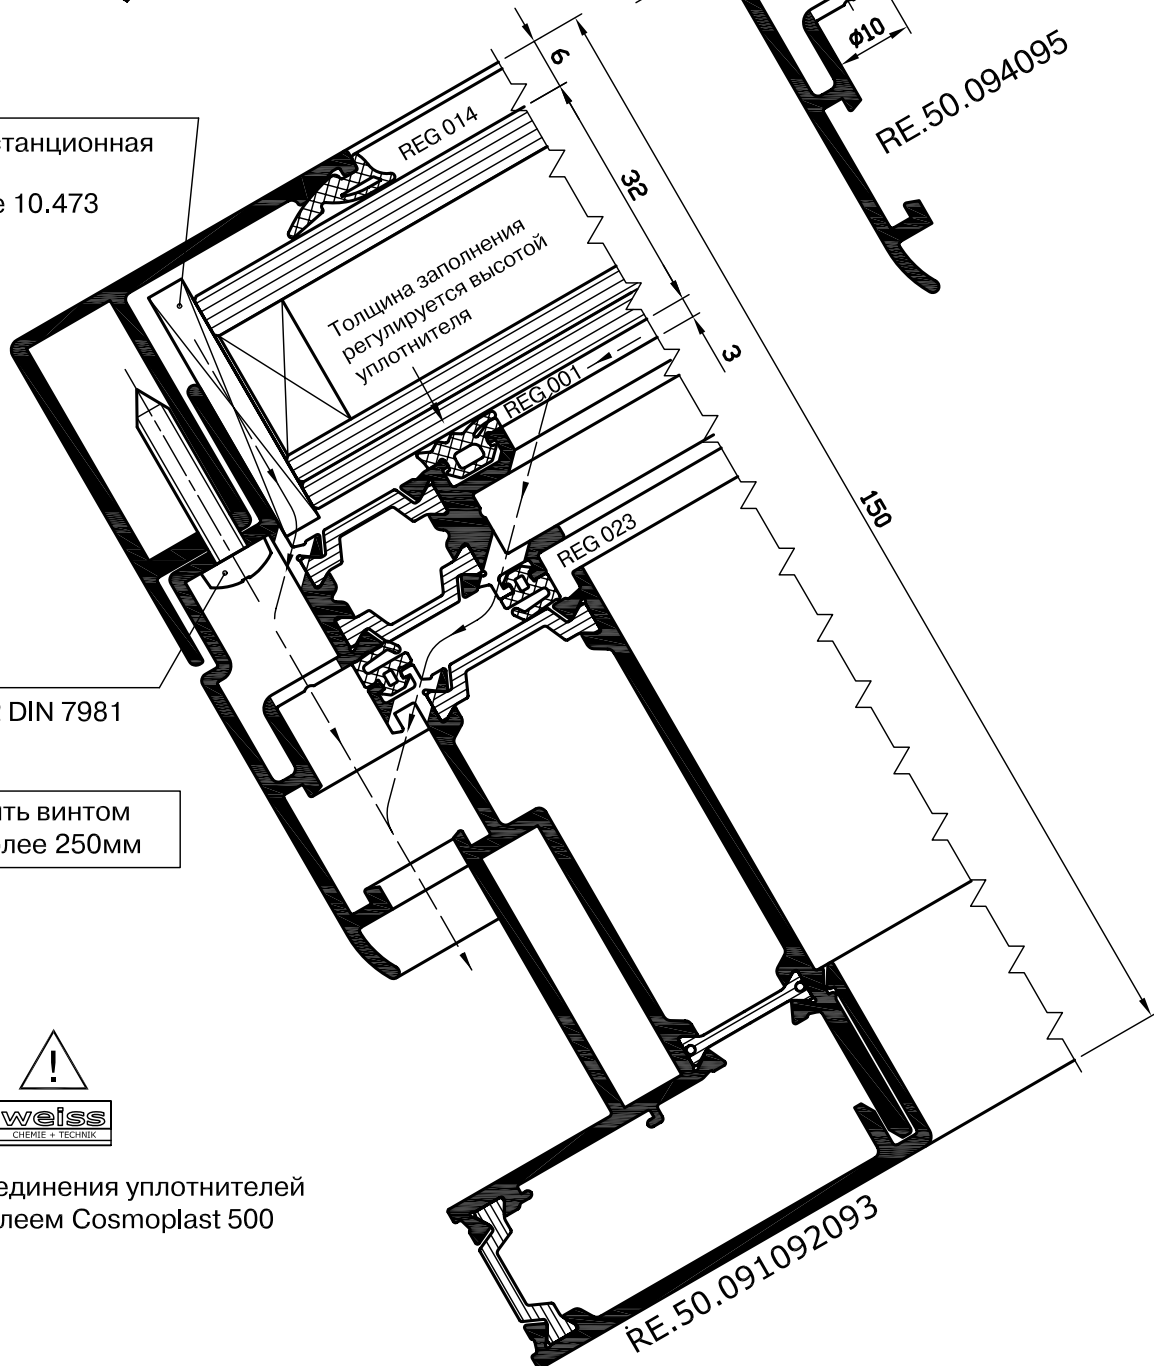 ø10
RE.50.094095
6
REG 014
станционная
е 10.473
32
Толщина заполнения
регулируется высотой
уплотнителя
3
REG 001
150
REG 023
DIN 7981
ть винтом
лее 250мм
!
weiss
CHEMIE + TECHNIK
единения уплотнителей
леем Cosmoplast 500
RE.50.091092093